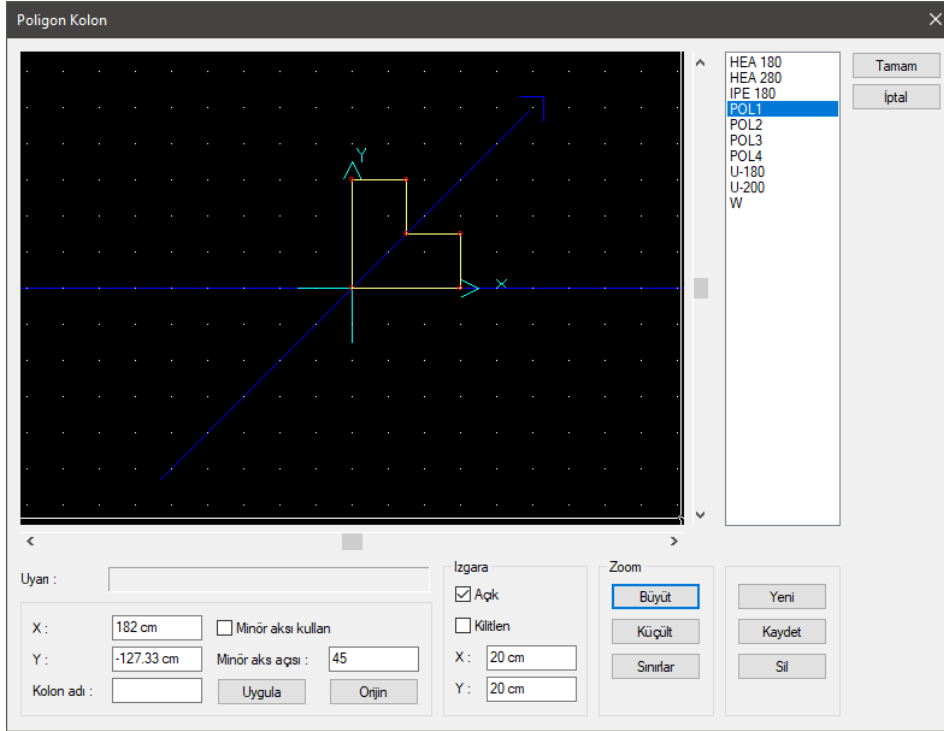 Poligon Kolon
Y
X
HEA 180
HEA 280
IPE 180
POL1
POL2
POL3
POL4
U-180
U-200
W
Tamam
İptal
Uyarı :
X :
182 cm
Minör aksı kullan
Y :
-127.33 cm
Minör aks açısı :
45
Kolon adı :
Uygula
Orijin
Izgara
Açık
Kilitlen
X :
20 cm
Y :
20 cm
Zoom
Büyüt
Küçült
Sınırlar
Yeni
Kaydet
Sil